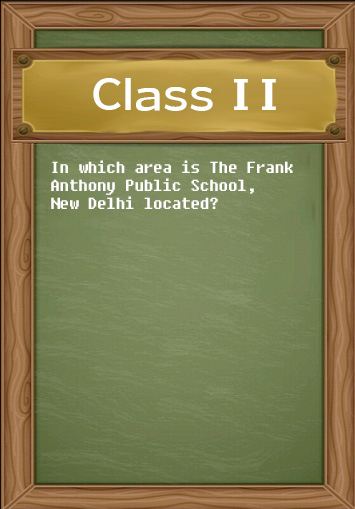 Class II
In which area is The Frank
Anthony Public School,
New Delhi located?